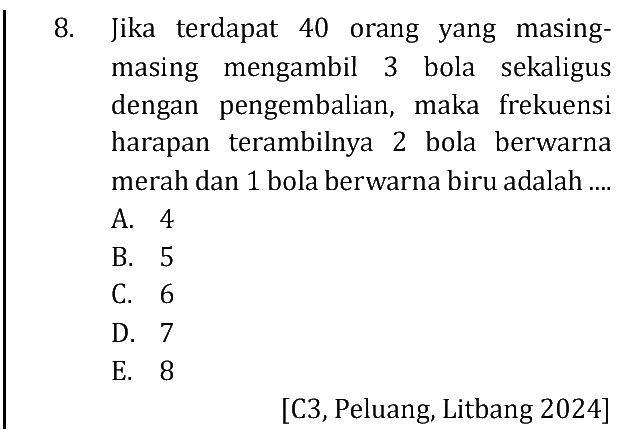 8. Jika terdapat 40 orang yang masing-
masing mengambil 3 bola sekaligus
dengan pengembalian, maka frekuensi
harapan terambilnya 2 bola berwarna
merah dan 1 bola berwarna biru adalah ....
A. 4
B. 5
C. 6
D. 7
E. 8
[C3, Peluang, Litbang 2024]